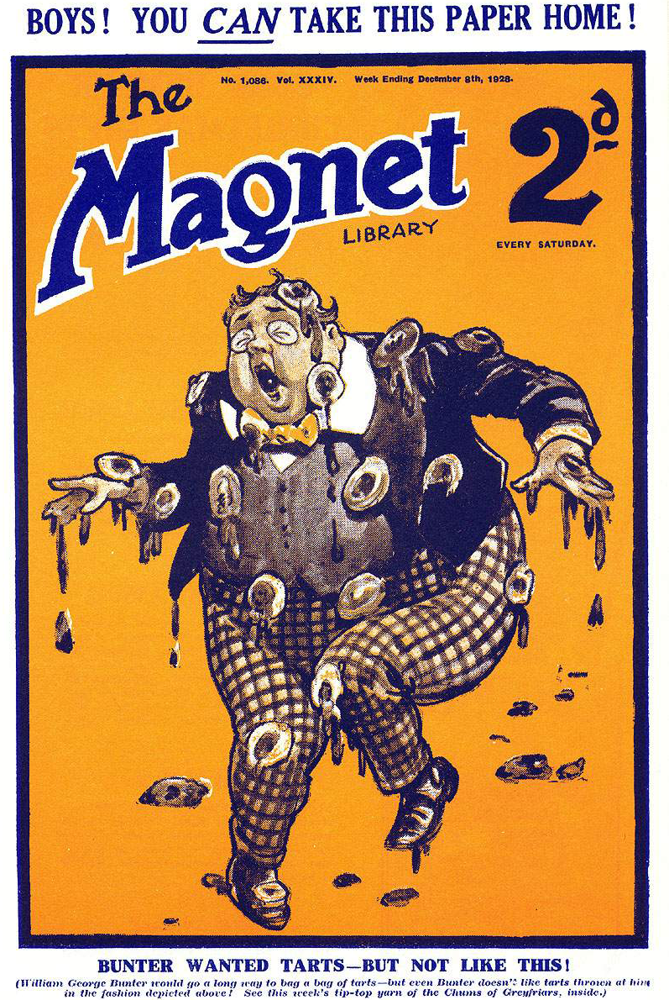 BOYS! YOU CAN TAKE THIS PAPER HOME!
No. 1,086. Vol. XXXIV. Week Ending December 8th, 1928.
The
Magnet
LIBRARY
2d
EVERY SATURDAY.
BUNTER WANTED TARTS—BUT NOT LIKE THIS!
(William George Bunter would go a long way to bag a bag of tarts—but even Bunter doesn't like tarts thrown at him
in the fashion depicted above! See this week's tip-top yarn of the Chums of Greyfriars, inside.)